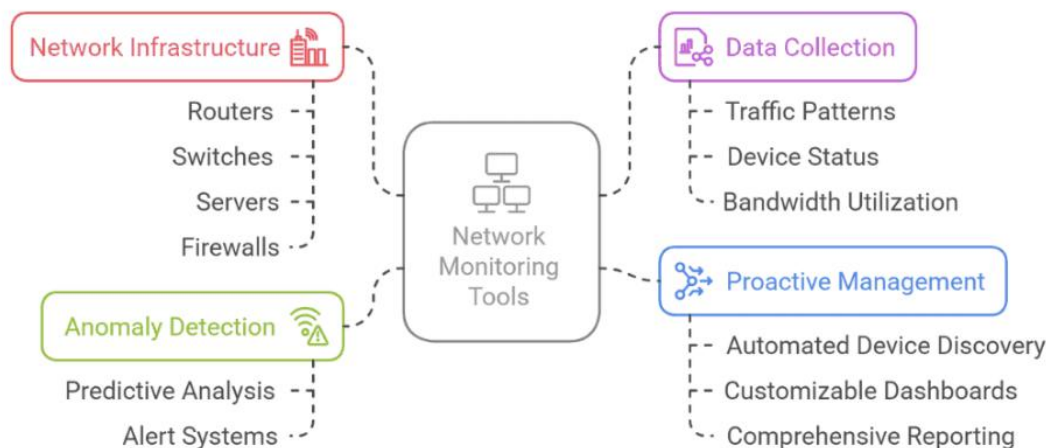 Network Infrastructure
Routers
Switches
Servers
Firewalls
Anomaly Detection
Predictive Analysis
Alert Systems
Network
Monitoring
Tools
Data Collection
Traffic Patterns
Device Status
Bandwidth Utilization
Proactive Management
Automated Device Discovery
Customizable Dashboards
Comprehensive Reporting